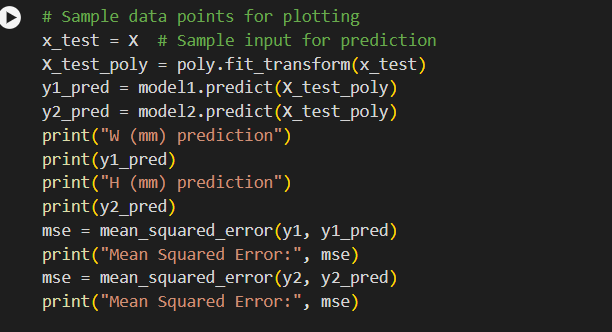 # Sample data points for plotting
x_test = X  # Sample input for prediction
X_test_poly = poly.fit_transform(x_test)
y1_pred = model1.predict(X_test_poly)
y2_pred = model2.predict(X_test_poly)
print("W (mm) prediction")
print(y1_pred)
print("H (mm) prediction")
print(y2_pred)
mse = mean_squared_error(y1, y1_pred)
print("Mean Squared Error:", mse)
mse = mean_squared_error(y2, y2_pred)
print("Mean Squared Error:", mse)